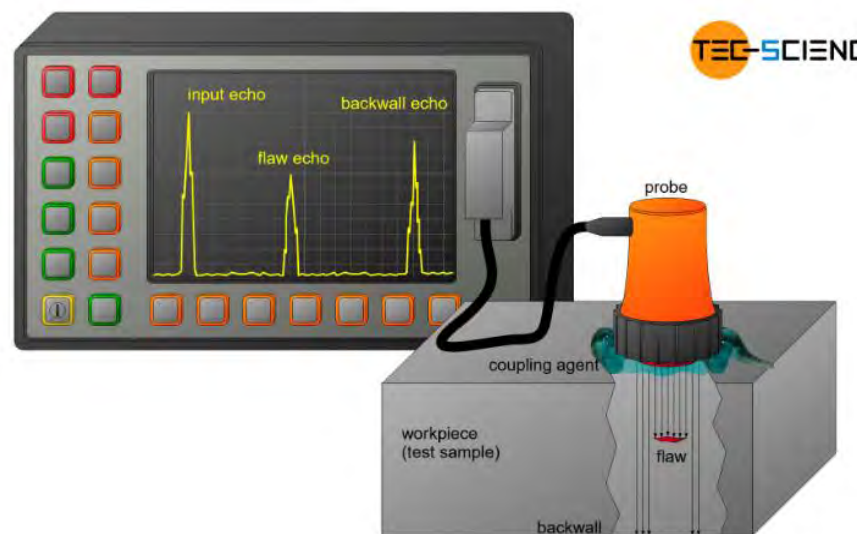 TEC-SCIENC
input echo
backwall echo
flaw echo
probe
coupling agent
workpiece
(test sample)
flaw
backwall